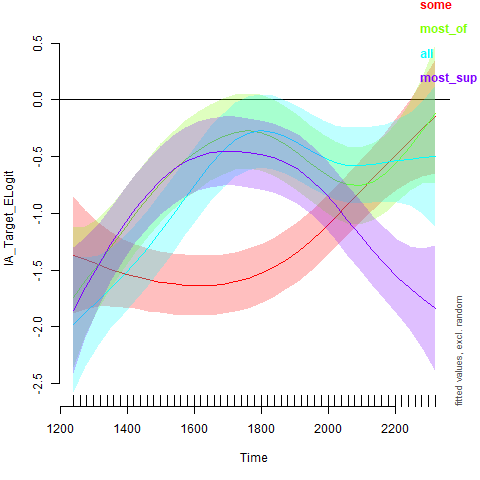 some
most_of
all
most_sup
0.5
0.0
-0.5
-1.0
-1.5
-2.0
-2.5
IA_Target_ELogit
1200
1400
1600
1800
2000
2200
Time
fitted values, excl. random